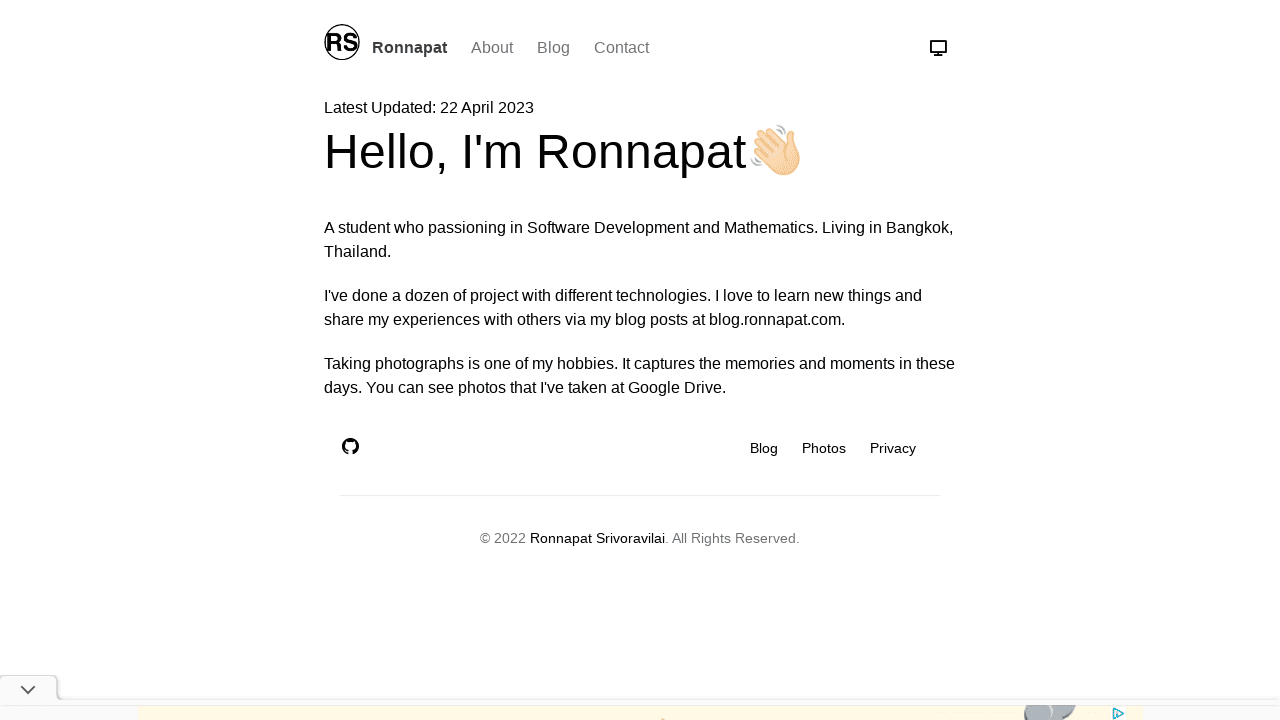 RS Ronnapat About Blog Contact
Latest Updated: 22 April 2023
Hello, I'm Ronnapat👋🏻
A student who passioning in Software Development and Mathematics. Living in Bangkok,
Thailand.
I've done a dozen of project with different technologies. I love to learn new things and
share my experiences with others via my blog posts at blog.ronnapat.com.
Taking photographs is one of my hobbies. It captures the memories and moments in these
days. You can see photos that I've taken at Google Drive.
Blog Photos Privacy
© 2022 Ronnapat Srivoravilai. All Rights Reserved.